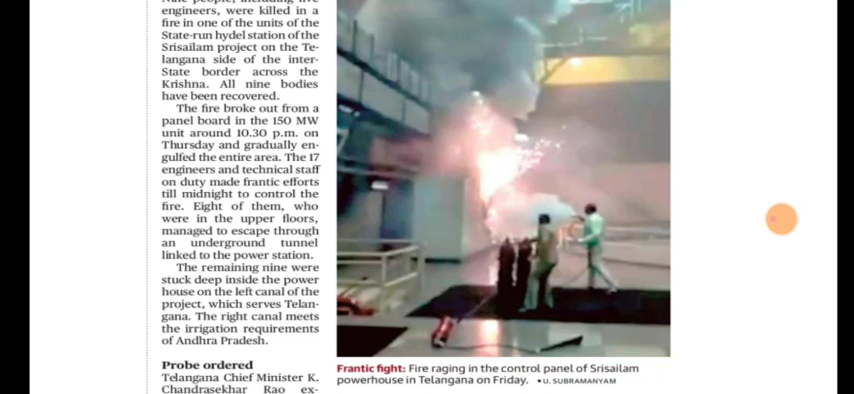 Nine people, including five
engineers, were killed in a
fire in one of the units of the
State-run hydel station of the
Srisailam project on the Te-
langana side of the inter-
State border across the
Krishna. All nine bodies
have been recovered.
The fire broke out from a
panel board in the 150 MW
unit around 10.30 p.m. on
Thursday and gradually en-
gulfed the entire area. The 17
engineers and technical staff
on duty made frantic efforts
till midnight to control the
fire. Eight of them, who
were in the upper floors,
managed to escape through
an underground tunnel
linked to the power station.
The remaining nine were
stuck deep inside the power
house on the left canal of the
project, which serves Telan-
gana. The right canal meets
the irrigation requirements
of Andhra Pradesh.
Probe ordered
Telangana Chief Minister K.
Chandrasekhar Rao ex-
Frantic fight: Fire raging in the control panel of Srisailam
powerhouse in Telangana on Friday. •U. SUBRAMANYAM